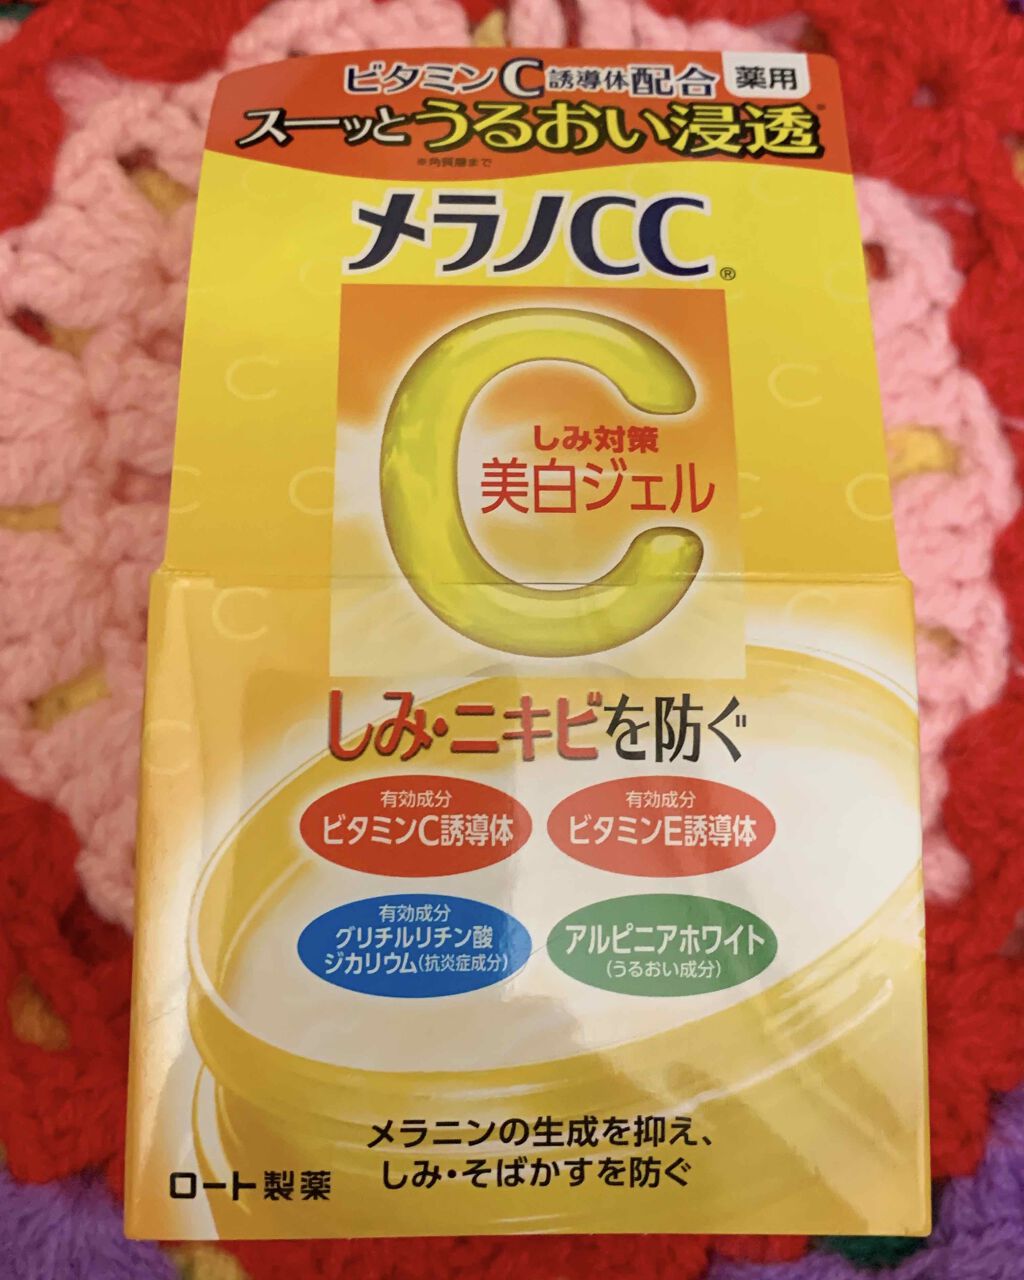 ビタミンC誘導体配合 薬用
スーッとうるおい浸透※
※角質層まで
メラノCC®
しみ対策
美白ジェル
しみ・ニキビを防ぐ
有効成分
ビタミンC誘導体
有効成分
ビタミンE誘導体
有効成分
グリチルリチン酸
ジカリウム(抗炎症成分)
アルピニアホワイト
(うるおい成分)
メラニンの生成を抑え、
しみ・そばかすを防ぐ
ロート製薬